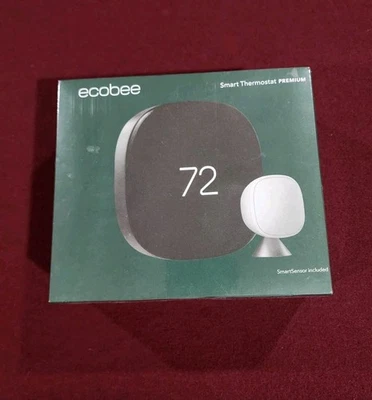 ecobee
Smart Thermostat PREMIUM
72
SmartSensor included